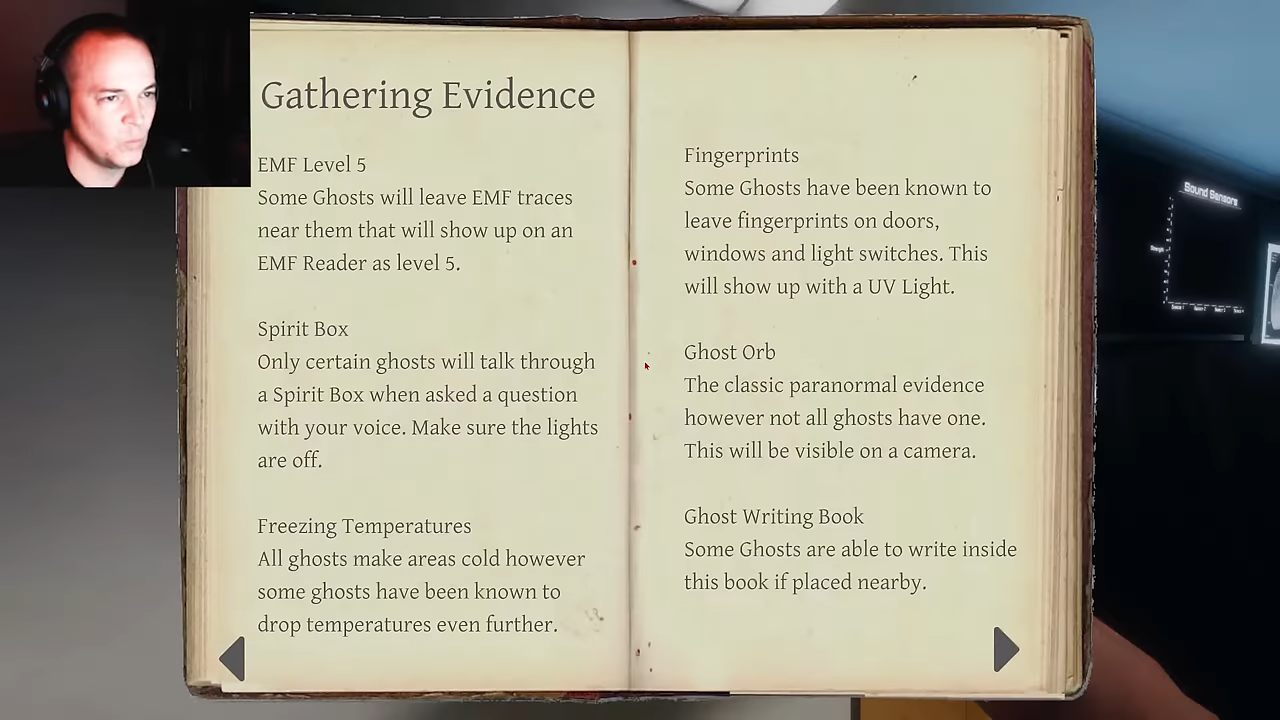 Gathering Evidence
EMF Level 5
Some Ghosts will leave EMF traces
near them that will show up on an
EMF Reader as level 5.
Spirit Box
Only certain ghosts will talk through
a Spirit Box when asked a question
with your voice. Make sure the lights
are off.
Freezing Temperatures
All ghosts make areas cold however
some ghosts have been known to
drop temperatures even further.
Fingerprints
Some Ghosts have been known to
leave fingerprints on doors,
windows and light switches. This
will show up with a UV Light.
Ghost Orb
The classic paranormal evidence
however not all ghosts have one.
This will be visible on a camera.
Ghost Writing Book
Some Ghosts are able to write inside
this book if placed nearby.
Sound Sensors